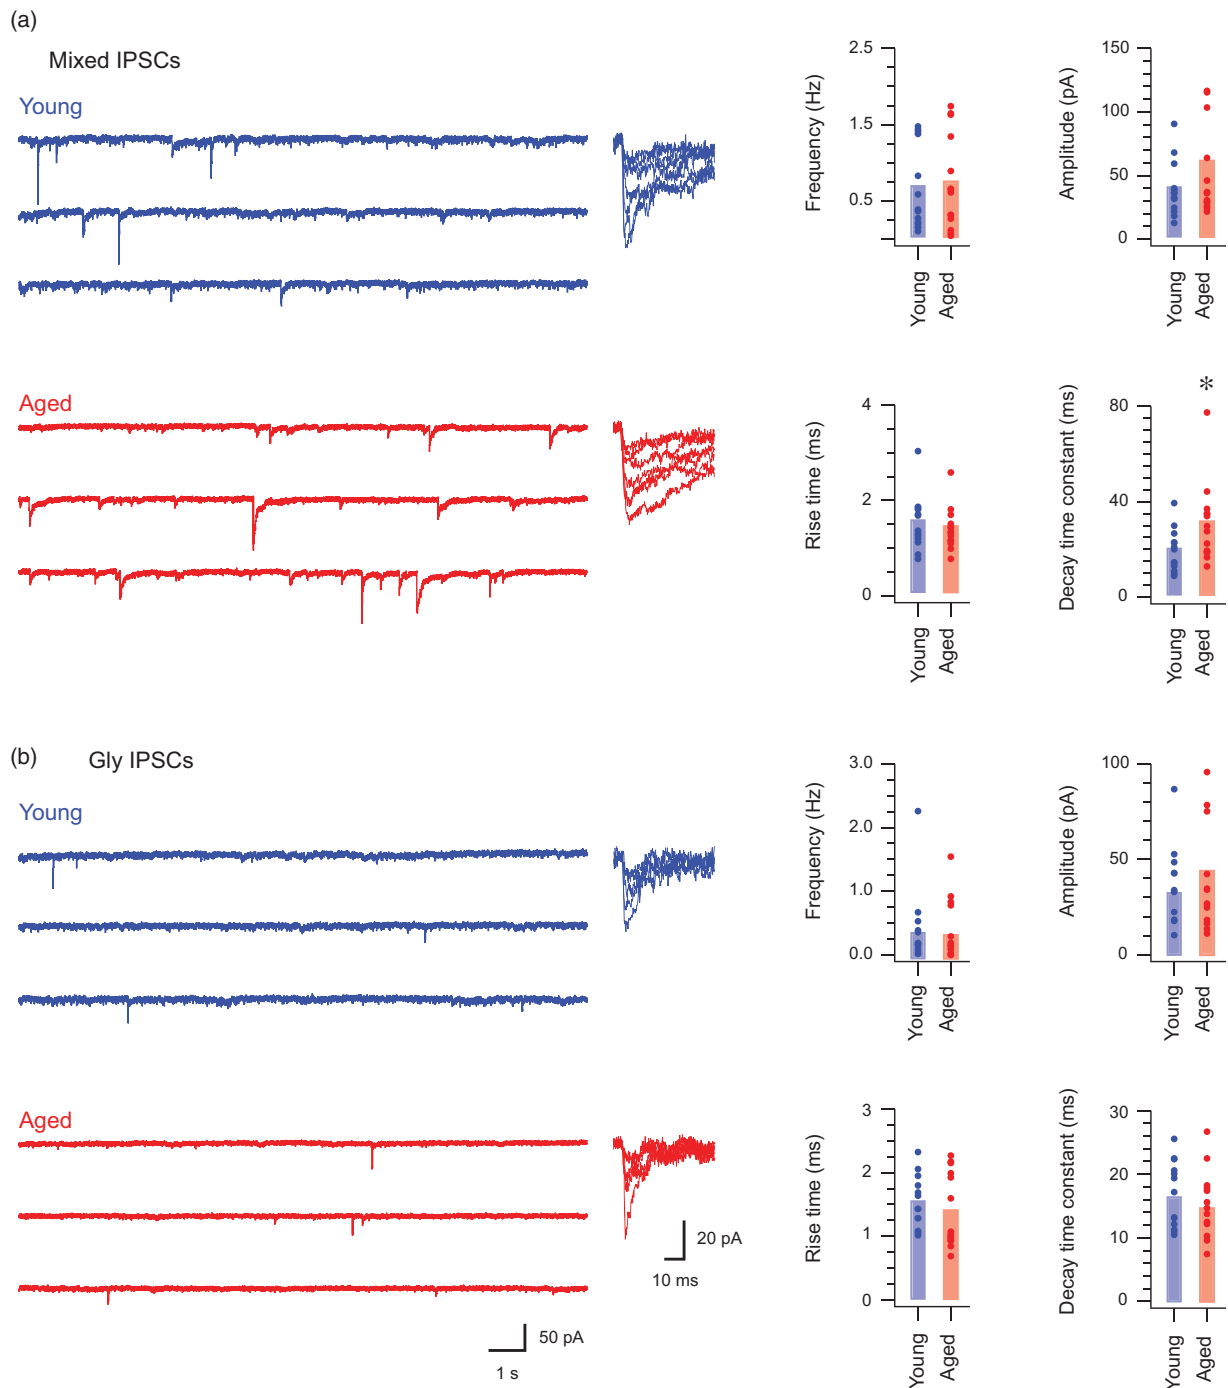 (a)
Mixed IPSCs
Young
Aged
Frequency (Hz)
2.5
1.5
0.5
Young
Aged
Amplitude (pA)
150
100
50
0
Young
Aged
Rise time (ms)
4
2
0
Young
Aged
Decay time constant (ms)
80
40
0
*
Young
Aged
(b)
Gly IPSCs
Young
Aged
20 pA
10 ms
50 pA
1 s
Frequency (Hz)
3.0
2.0
1.0
0.0
Young
Aged
Amplitude (pA)
100
50
0
Young
Aged
Rise time (ms)
3
2
1
0
Young
Aged
Decay time constant (ms)
30
20
10
0
Young
Aged